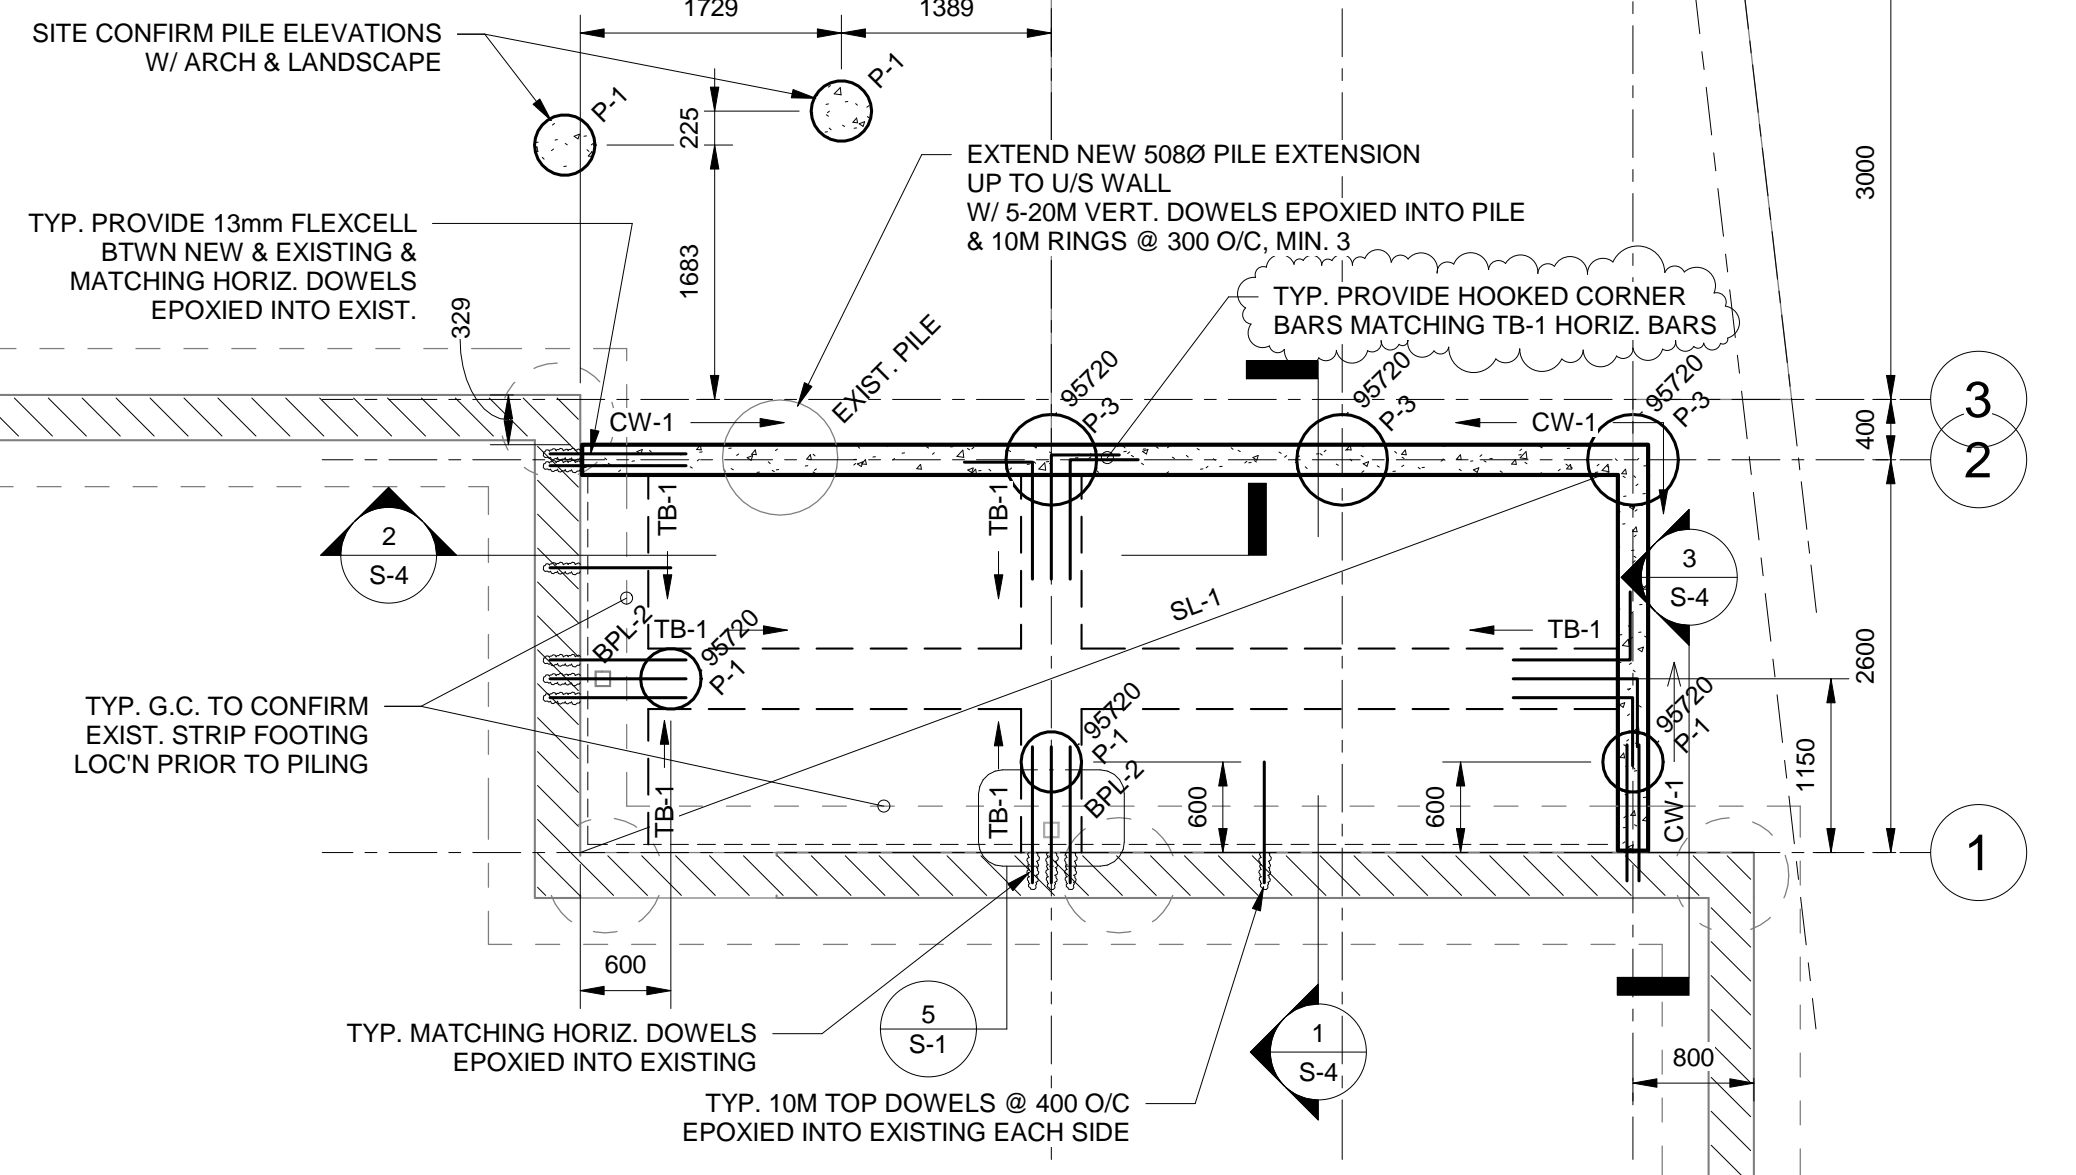 1729
1389
SITE CONFIRM PILE ELEVATIONS
W/ ARCH & LANDSCAPE
P-1
P-1
225
3000
EXTEND NEW 508Ø PILE EXTENSION
UP TO U/S WALL
W/ 5-20M VERT. DOWELS EPOXIED INTO PILE
& 10M RINGS @ 300 O/C, MIN. 3
TYP. PROVIDE 13mm FLEXCELL
BTWN NEW & EXISTING &
MATCHING HORIZ. DOWELS
EPOXIED INTO EXIST.
1683
329
TYP. PROVIDE HOOKED CORNER
BARS MATCHING TB-1 HORIZ. BARS
EXIST. PILE
95720
P-3
95720
P-3
95720
P-3
3
400
2
CW-1
CW-1
TB-1
TB-1
2
S-4
3
S-4
SL-1
BPL-2
TB-1
95720
P-1
TB-1
2600
TYP. G.C. TO CONFIRM
EXIST. STRIP FOOTING
LOC'N PRIOR TO PILING
95720
P-1
BPL-2
95720
P-1
1150
TB-1
TB-1
600
600
CW-1
1
600
5
S-1
TYP. MATCHING HORIZ. DOWELS
EPOXIED INTO EXISTING
1
S-4
800
TYP. 10M TOP DOWELS @ 400 O/C
EPOXIED INTO EXISTING EACH SIDE